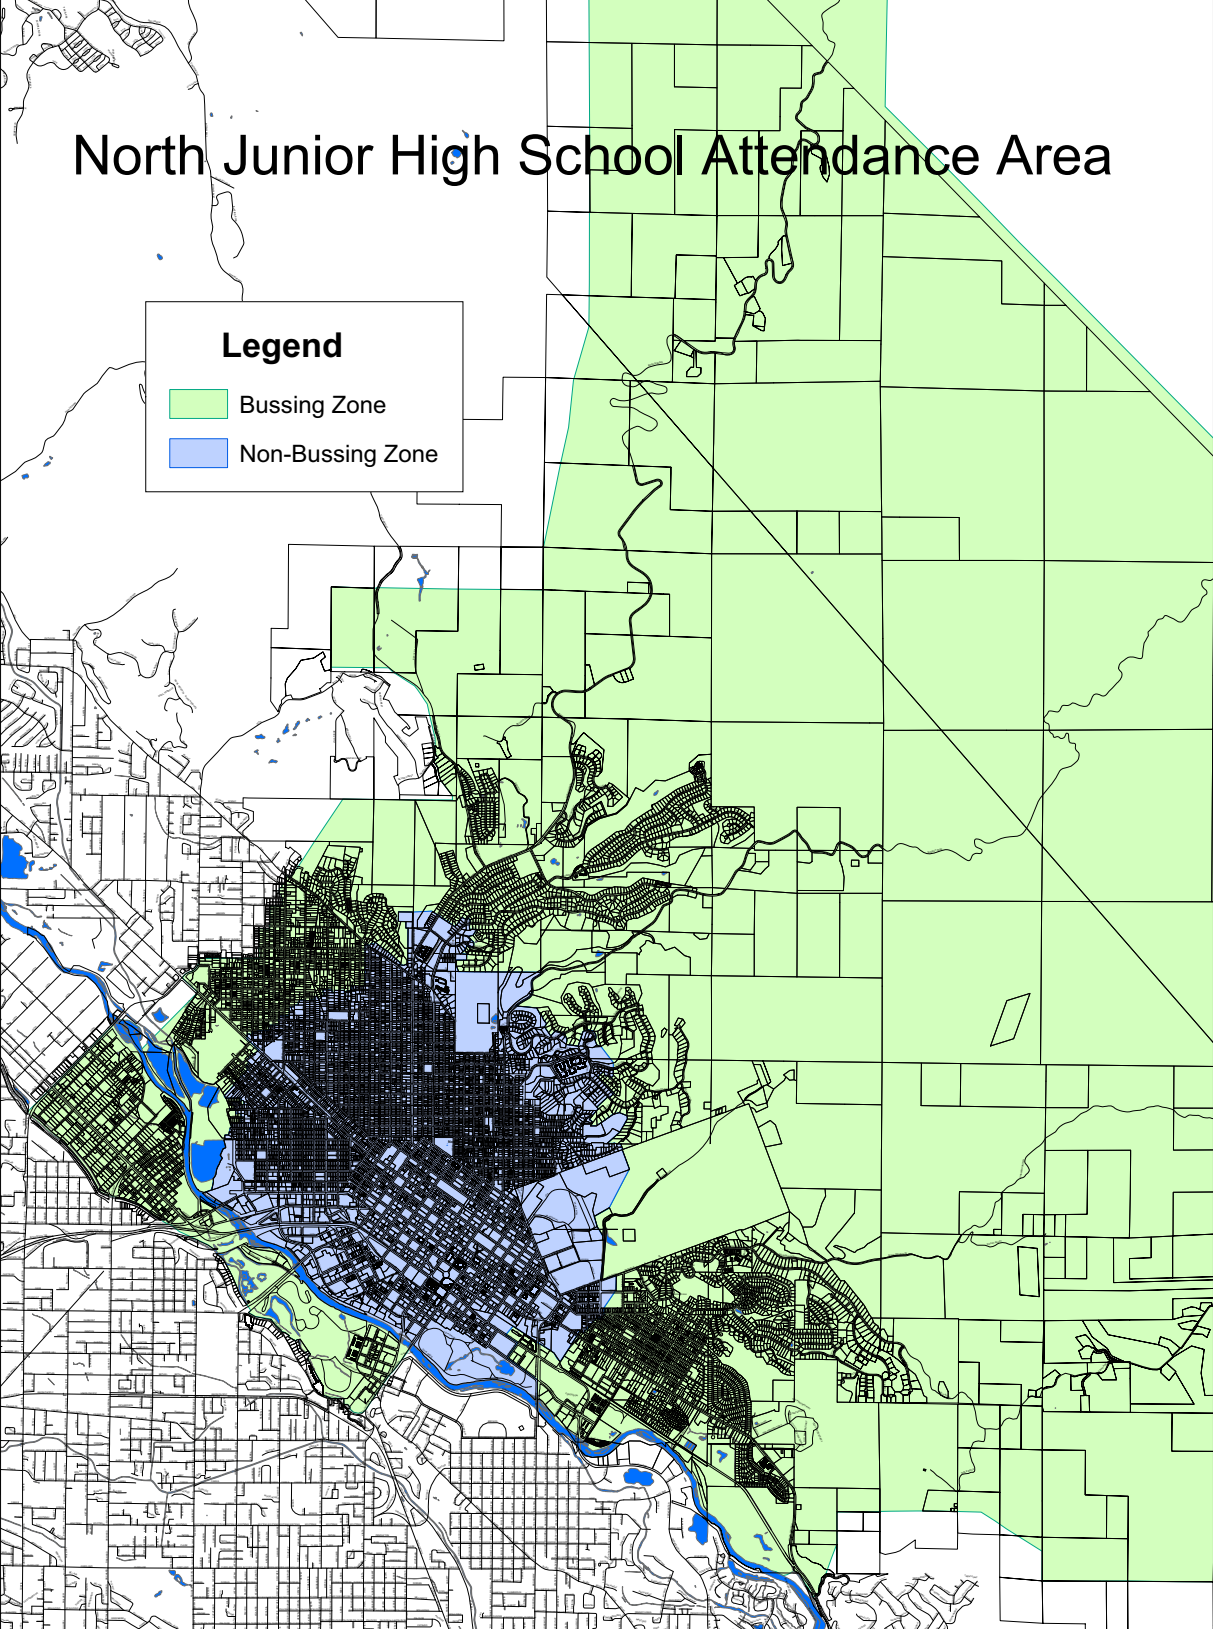 North Junior High School Attendance Area
Legend
Bussing Zone
Non-Bussing Zone